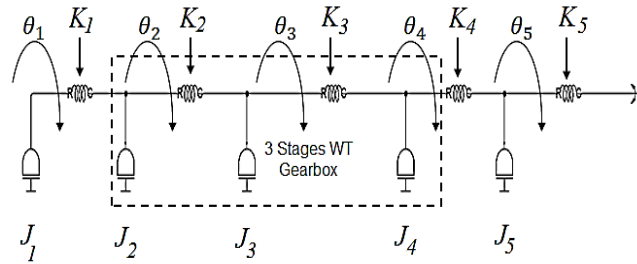 θ1 K1 θ2 K2 θ3 K3 θ4 K4 θ5 K5
3 Stages WT
Gearbox
J1 J2 J3 J4 J5